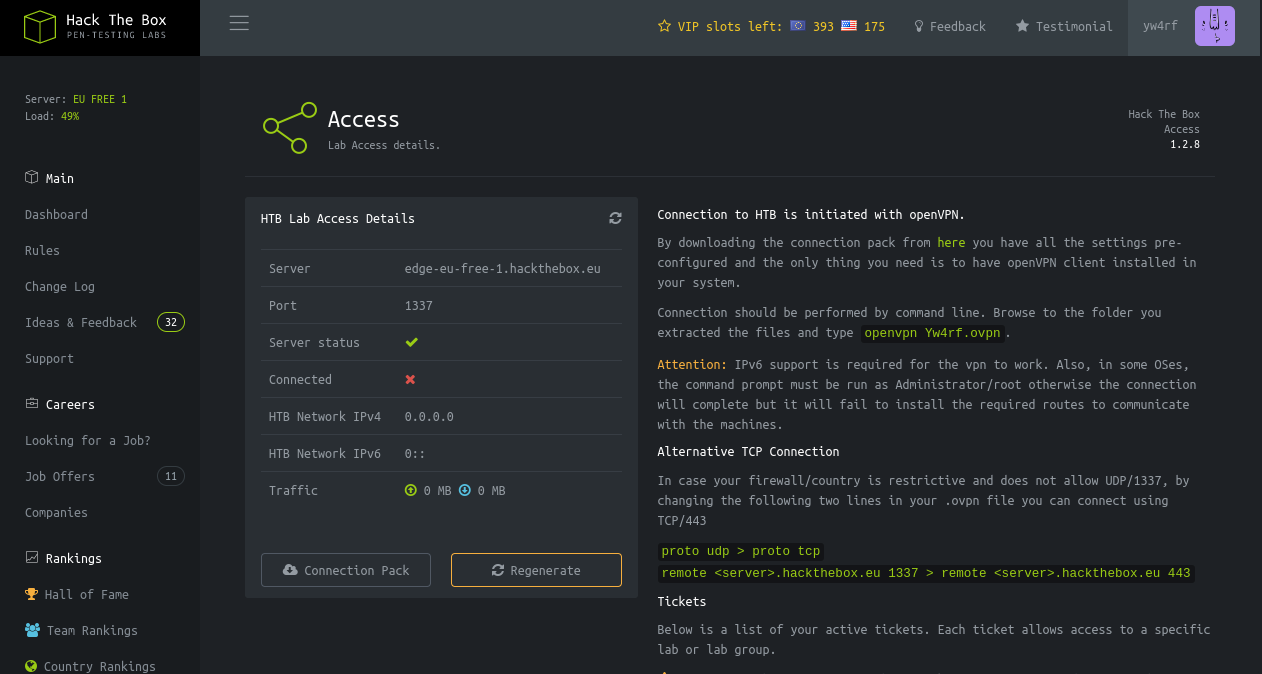 Hack The Box
PEN-TESTING LABS
VIP slots left: 393 175
Feedback
Testimonial
yw4rf
Server: EU FREE 1
Load: 49%
Main
Dashboard
Rules
Change Log
Ideas & Feedback 32
Support
Careers
Looking for a Job?
Job Offers 11
Companies
Rankings
Hall of Fame
Team Rankings
Country Rankings
Access
Lab Access details.
Hack The Box
Access
1.2.8
HTB Lab Access Details
Server edge-eu-free-1.hackthebox.eu
Port 1337
Server status
Connected
HTB Network IPv4 0.0.0.0
HTB Network IPv6 0::
Traffic 0 MB 0 MB
Connection Pack
Regenerate
Connection to HTB is initiated with openVPN.
By downloading the connection pack from here you have all the settings pre-
configured and the only thing you need is to have openVPN client installed in
your system.
Connection should be performed by command line. Browse to the folder you
extracted the files and type openvpn Yw4rf.ovpn .
Attention: IPv6 support is required for the vpn to work. Also, in some OSes,
the command prompt must be run as Administrator/root otherwise the connection
will complete but it will fail to install the required routes to communicate
with the machines.
Alternative TCP Connection
In case your firewall/country is restrictive and does not allow UDP/1337, by
changing the following two lines in your .ovpn file you can connect using
TCP/443
proto udp > proto tcp
remote <server>.hackthebox.eu 1337 > remote <server>.hackthebox.eu 443
Tickets
Below is a list of your active tickets. Each ticket allows access to a specific
lab or lab group.